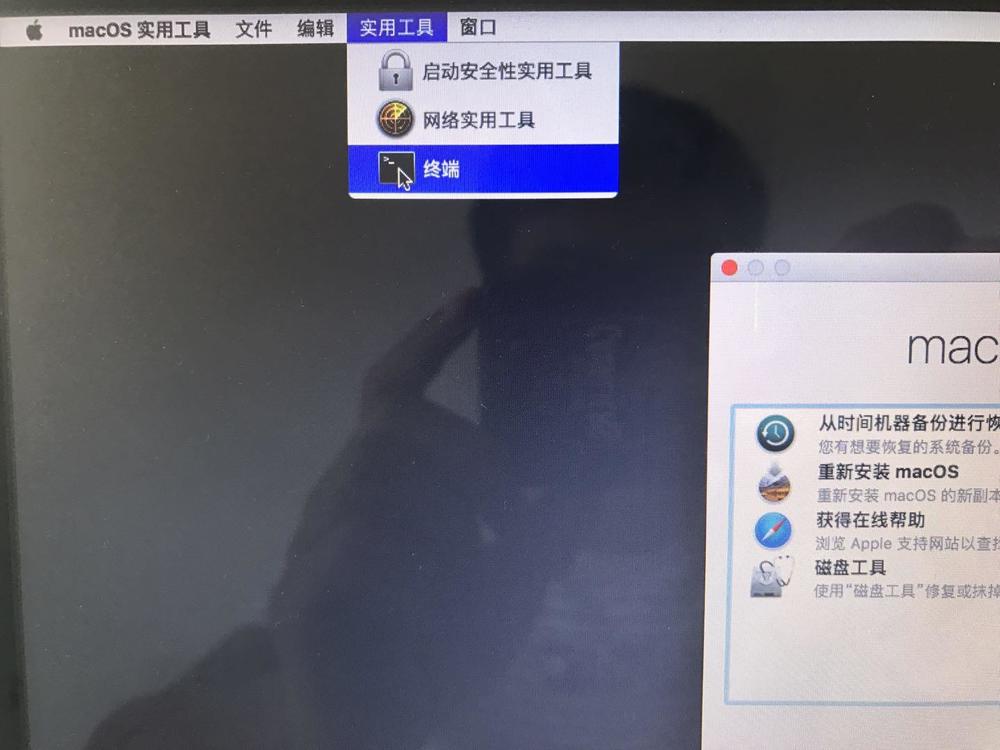 macOS 实用工具 文件 编辑 实用工具 窗口
启动安全性实用工具
网络实用工具
终端
mac
从时间机器备份进行恢
您有想要恢复的系统备份。
重新安装 macOS
重新安装 macOS 的新副本
获得在线帮助
浏览 Apple 支持网站以查找
磁盘工具
使用“磁盘工具”修复或抹掉